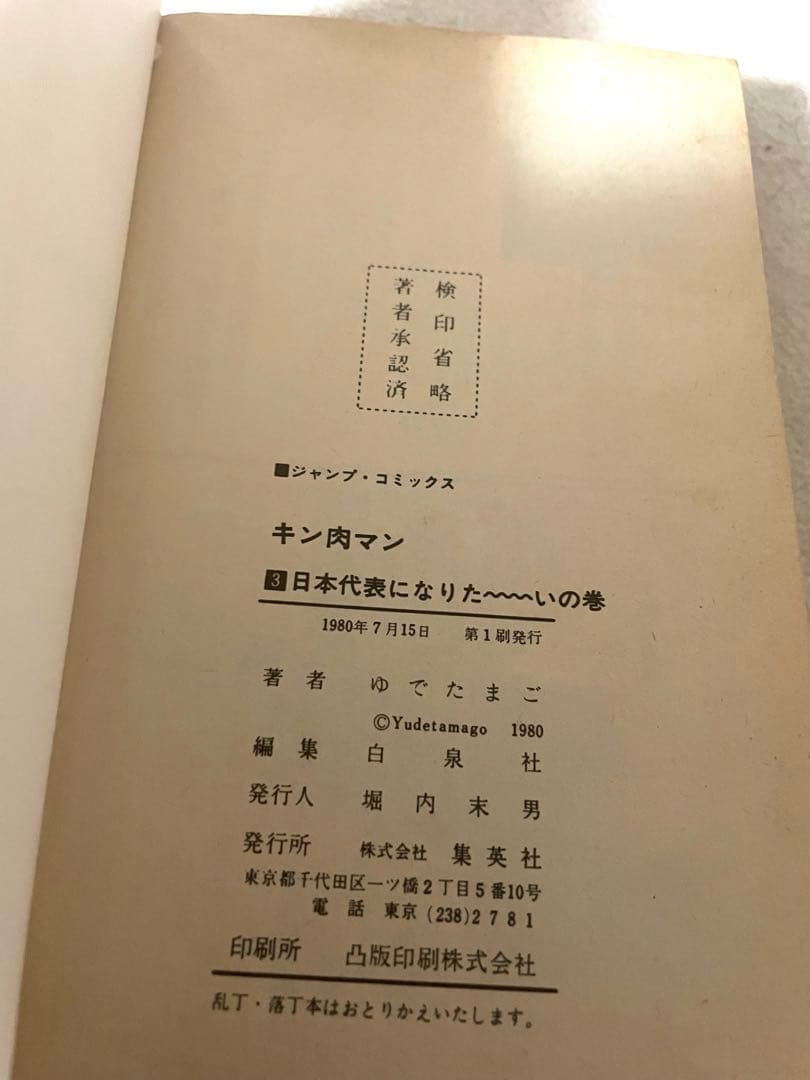 検印省略
著者承認済
■ジャンプ・コミックス
キン肉マン
3日本代表になりた〜〜〜〜いの巻
1980年7月15日 第1刷発行
著者 ゆでたまご
©Yudetamago 1980
編集 白泉社
発行人 堀内末男
発行所 株式会社 集英社
東京都千代田区一ツ橋2丁目5番10号
電話 東京(238)2781
印刷所 凸版印刷株式会社
乱丁・落丁本はおとりかえいたします。